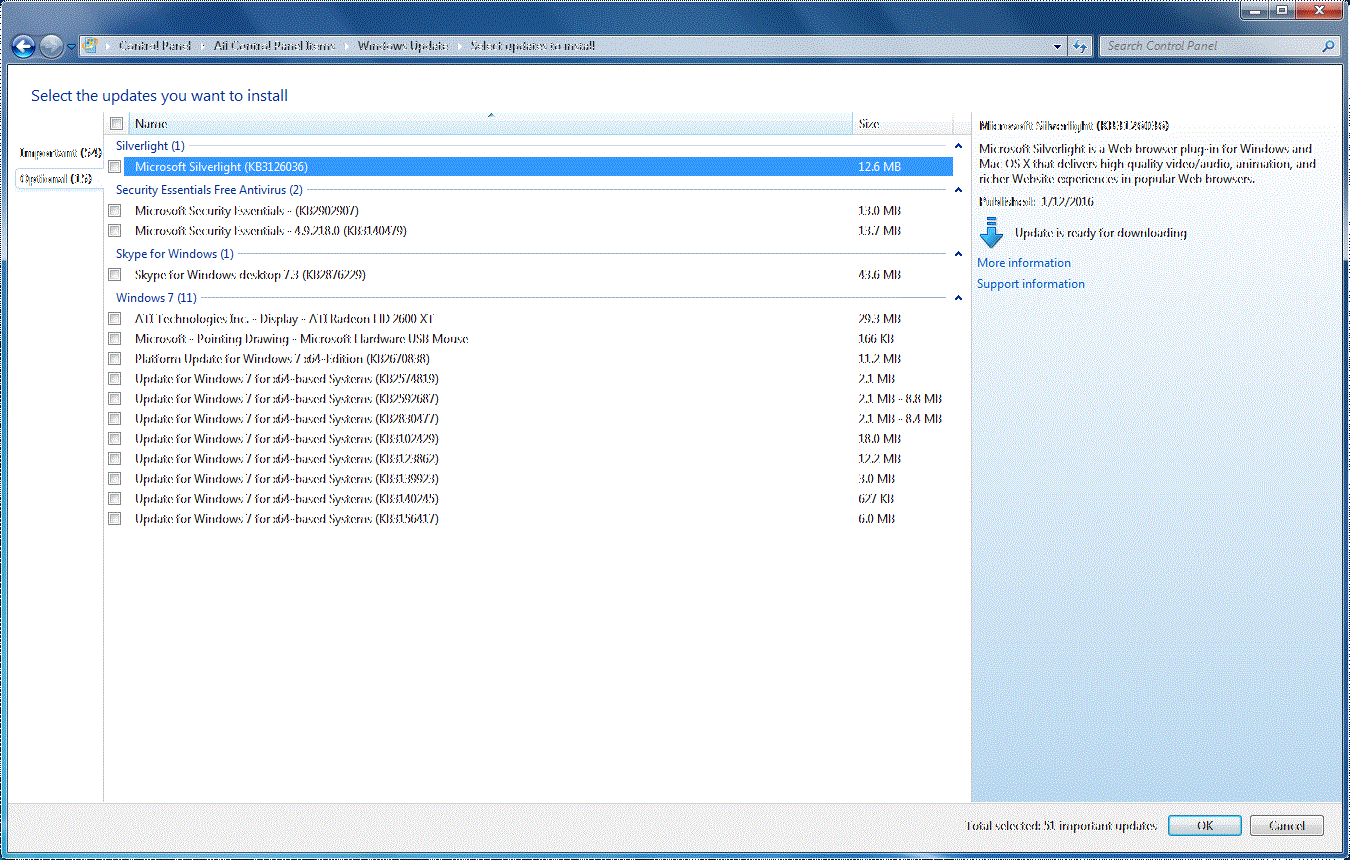 Control Panel All Control Panel Items Windows Update Select updates to install
Search Control Panel
Select the updates you want to install
Name Size
Important
Optional (15)
Silverlight (1)
Microsoft Silverlight (KB3126036) 12.6 MB
Security Essentials Free Antivirus (2)
Microsoft Security Essentials - (KB2902907) 13.0 MB
Microsoft Security Essentials - 4.9.218.0 (KB3140479) 13.7 MB
Skype for Windows (1)
Skype for Windows desktop 7.3 (KB2876229) 43.6 MB
Windows 7 (11)
ATI Technologies Inc. - Display - ATI Radeon HD 2600 XT 29.3 MB
Microsoft - Pointing Drawing - Microsoft Hardware USB Mouse 166 KB
Platform Update for Windows 7 x64-Edition (KB2670838) 11.2 MB
Update for Windows 7 for x64-based Systems (KB2574819) 2.1 MB
Update for Windows 7 for x64-based Systems (KB2592687) 2.1 MB - 8.8 MB
Update for Windows 7 for x64-based Systems (KB2830477) 2.1 MB - 8.4 MB
Update for Windows 7 for x64-based Systems (KB3102429) 18.0 MB
Update for Windows 7 for x64-based Systems (KB3123862) 12.2 MB
Update for Windows 7 for x64-based Systems (KB3139923) 3.0 MB
Update for Windows 7 for x64-based Systems (KB3140245) 627 KB
Update for Windows 7 for x64-based Systems (KB3156417) 6.0 MB
Microsoft Silverlight (KB3126036)
Microsoft Silverlight is a Web browser plug-in for Windows and
Mac OS X that delivers high quality video/audio, animation, and
richer Website experiences in popular Web browsers.
Published: 1/12/2016
Update is ready for downloading
More information
Support information
Total selected: 51 important updates
OK
Cancel